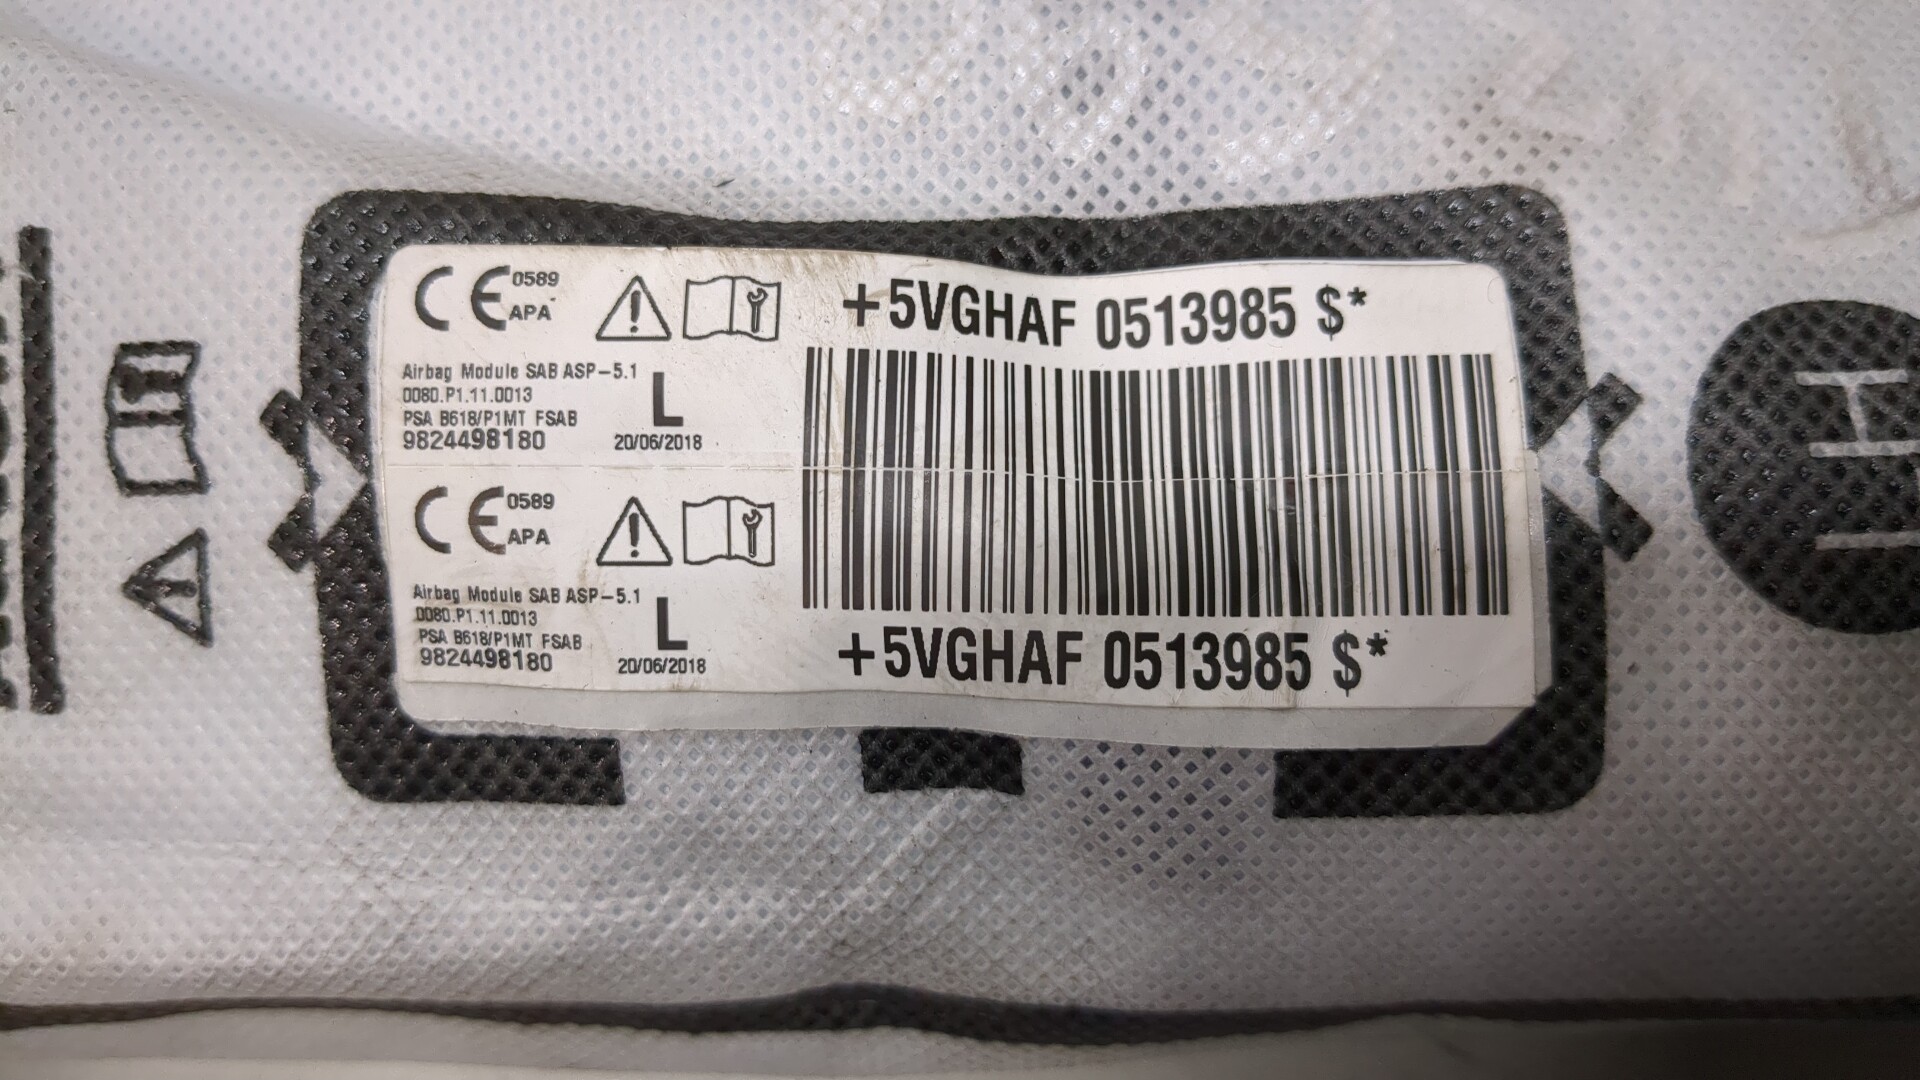 CE 0589
APA
+5VGHAF 0513985 $*
Airbag Module SAB ASP-5.1
0080.P1.11.0013
PSA B618/P1MT FSAB
9824498180
L
20/06/2018
CE 0589
APA
Airbag Module SAB ASP-5.1
0080.P1.11.0013
PSA B618/P1MT FSAB
9824498180
L
20/06/2018
+5VGHAF 0513985 $*